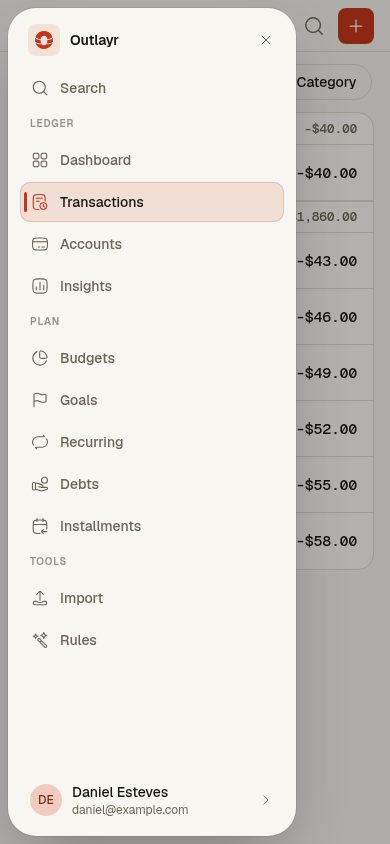 Outlayr
Search
LEDGER
Dashboard
Transactions
Accounts
Insights
PLAN
Budgets
Goals
Recurring
Debts
Installments
TOOLS
Import
Rules
DE
Daniel Esteves
daniel@example.com
Category
-$40.00
-$40.00
1,860.00
-$43.00
-$46.00
-$49.00
-$52.00
-$55.00
-$58.00